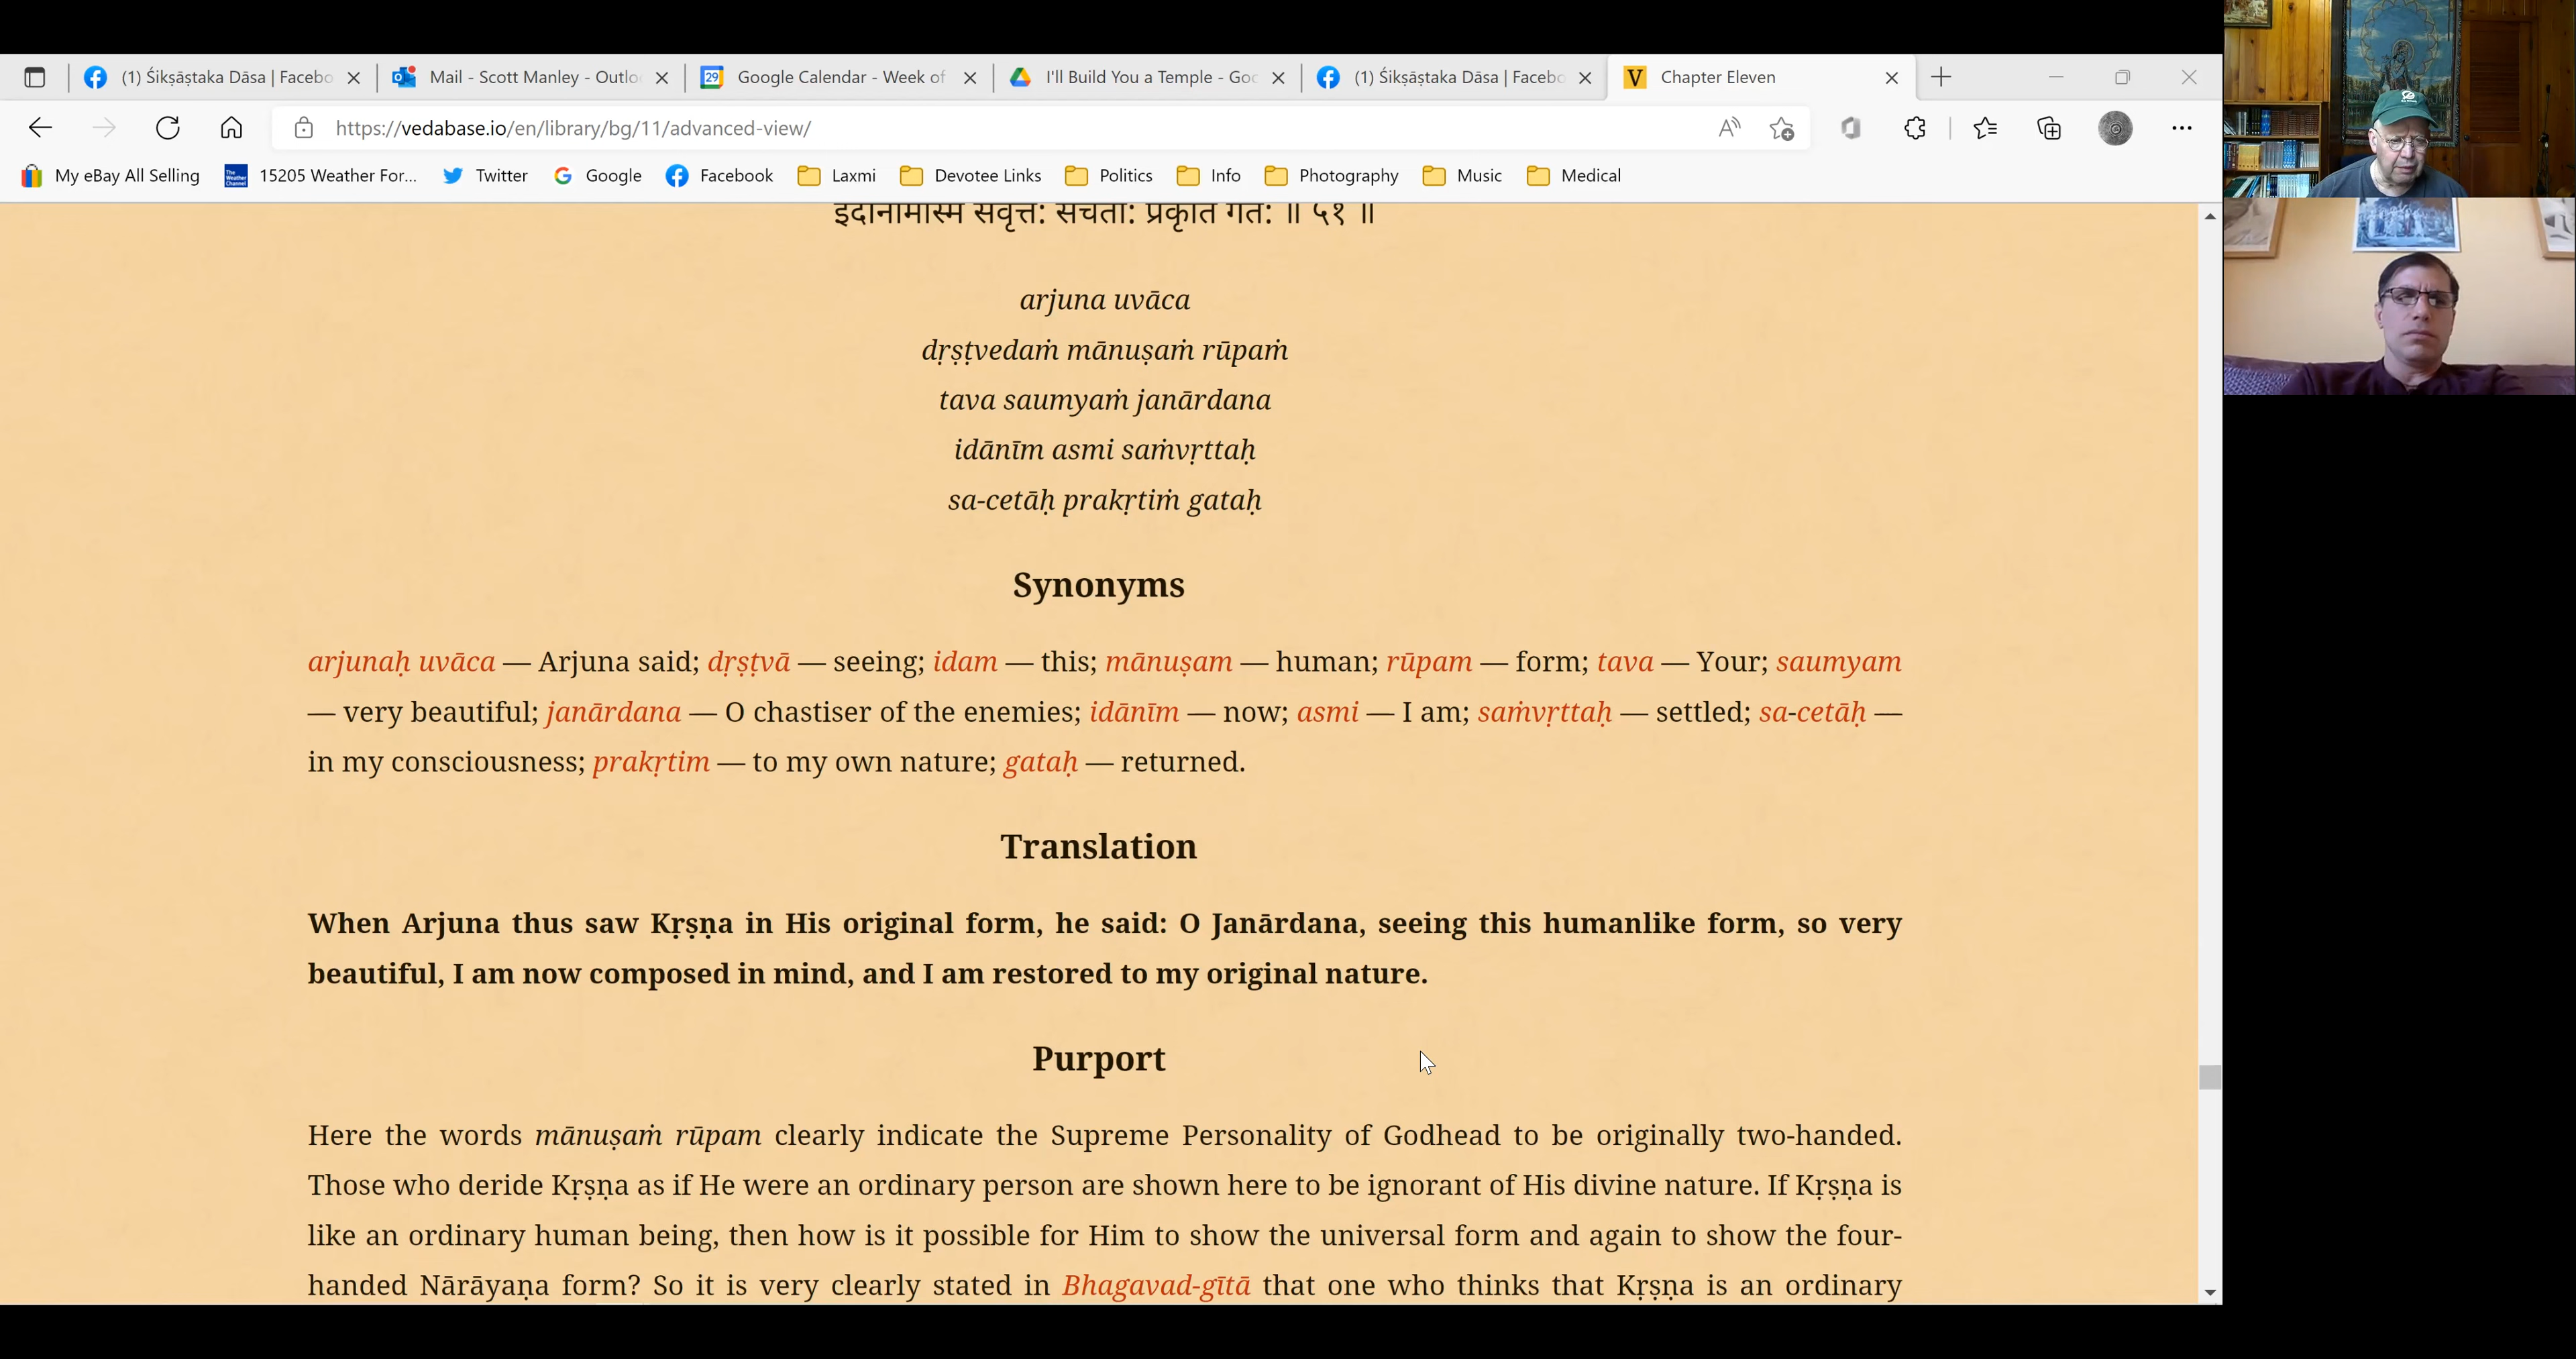 (1) Śikṣāṣtaka Dāsa | Facebo
Mail - Scott Manley - Outlo
29
Google Calendar - Week of
I'll Build You a Temple - Goo
(1) Śikṣāṣtaka Dāsa | Facebo
V
Chapter Eleven
https://vedabase.io/en/library/bg/11/advanced-view/
My eBay All Selling
15205 Weather For...
Twitter
Google
Facebook
Laxmi
Devotee Links
Politics
Info
Photography
Music
Medical
॥ ५१ ॥
arjuna uvāca
dṛṣṭvedaṁ mānuṣaṁ rūpaṁ
tava saumyaṁ janārdana
idānīm asmi saṁvṛttaḥ
sa-cetāḥ prakṛtiṁ gataḥ
Synonyms
arjunaḥ uvāca — Arjuna said; dṛṣṭvā — seeing; idam — this; mānuṣam — human; rūpam — form; tava — Your; saumyam
— very beautiful; janārdana — O chastiser of the enemies; idānīm — now; asmi — I am; saṁvṛttaḥ — settled; sa-cetāḥ —
in my consciousness; prakṛtim — to my own nature; gataḥ — returned.
Translation
When Arjuna thus saw Kṛṣṇa in His original form, he said: O Janārdana, seeing this humanlike form, so very
beautiful, I am now composed in mind, and I am restored to my original nature.
Purport
Here the words mānuṣaṁ rūpam clearly indicate the Supreme Personality of Godhead to be originally two-handed.
Those who deride Kṛṣṇa as if He were an ordinary person are shown here to be ignorant of His divine nature. If Kṛṣṇa is
like an ordinary human being, then how is it possible for Him to show the universal form and again to show the four-
handed Nārāyaṇa form? So it is very clearly stated in Bhagavad-gītā that one who thinks that Kṛṣṇa is an ordinary